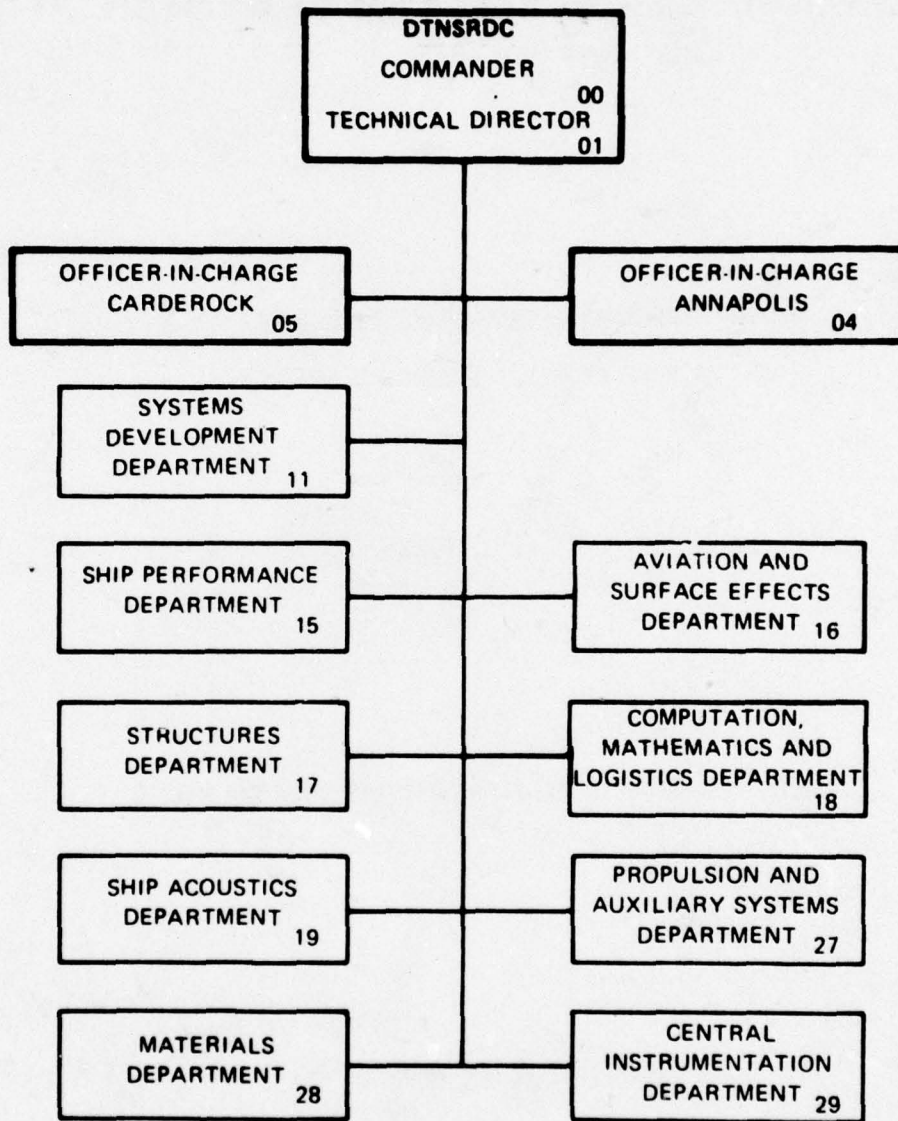 DTNSRDC
COMMANDER
00
TECHNICAL DIRECTOR
01
OFFICER-IN-CHARGE
CARDEROCK
05
OFFICER-IN-CHARGE
ANNAPOLIS
04
SYSTEMS
DEVELOPMENT
DEPARTMENT
11
SHIP PERFORMANCE
DEPARTMENT
15
AVIATION AND
SURFACE EFFECTS
DEPARTMENT
16
STRUCTURES
DEPARTMENT
17
COMPUTATION,
MATHEMATICS AND
LOGISTICS DEPARTMENT
18
SHIP ACOUSTICS
DEPARTMENT
19
PROPULSION AND
AUXILIARY SYSTEMS
DEPARTMENT
27
MATERIALS
DEPARTMENT
28
CENTRAL
INSTRUMENTATION
DEPARTMENT
29